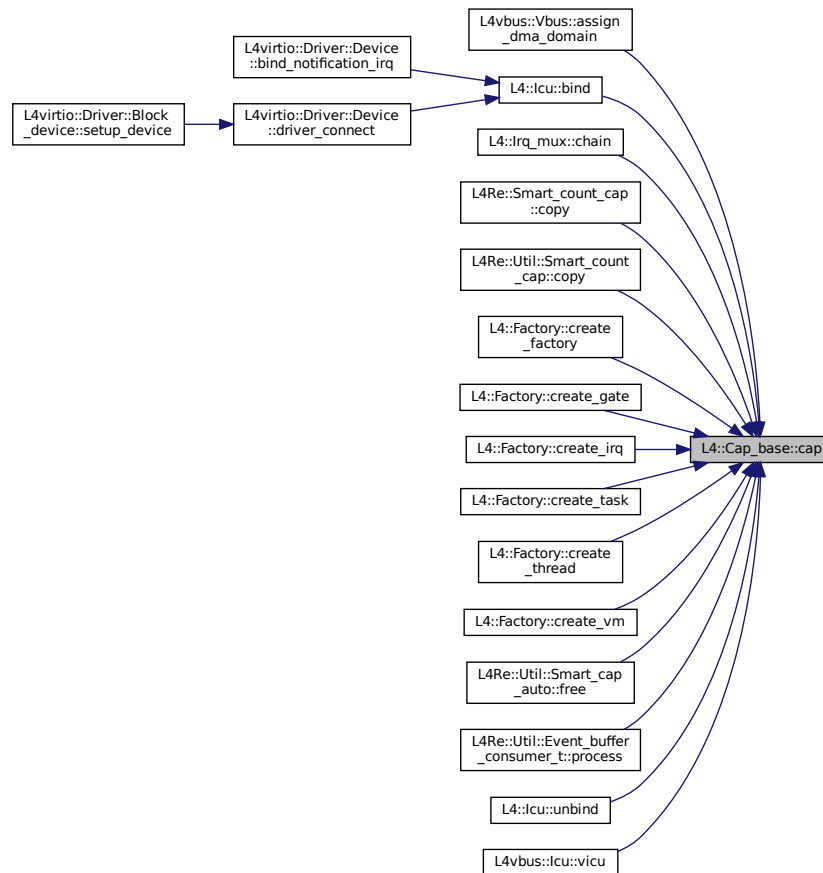 L4vbus::Vbus::assign
_dma_domain
L4virtio::Driver::Device
::bind_notification_irq
L4::Icu::bind
L4virtio::Driver::Block
_device::setup_device
L4virtio::Driver::Device
::driver_connect
L4::Irq_mux::chain
L4Re::Smart_count_cap
::copy
L4Re::Util::Smart_count
_cap::copy
L4::Factory::create
_factory
L4::Factory::create_gate
L4::Factory::create_irq
L4::Cap_base::cap
L4::Factory::create_task
L4::Factory::create
_thread
L4::Factory::create_vm
L4Re::Util::Smart_cap
_auto::free
L4Re::Util::Event_buffer
_consumer_t::process
L4::Icu::unbind
L4vbus::Icu::vicu